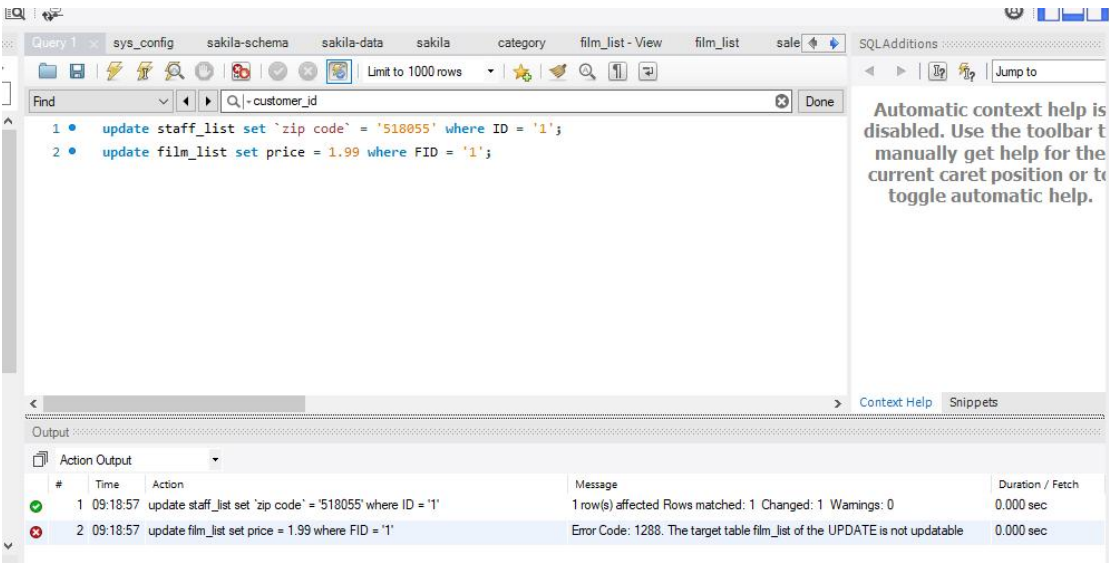 Query 1 sys_config sakila-schema sakila-data sakila category film_list - View film_list sale SQLAdditions
Limit to 1000 rows Jump to
Find customer_id Done
1 update staff_list set `zip code` = '518055' where ID = '1';
2 update film_list set price = 1.99 where FID = '1';
Automatic context help is
disabled. Use the toolbar t
manually get help for the
current caret position or to
toggle automatic help.
Context Help Snippets
Output
Action Output
# Time Action Message Duration / Fetch
1 09:18:57 update staff_list set `zip code` = '518055' where ID = '1' 1 row(s) affected Rows matched: 1 Changed: 1 Warnings: 0 0.000 sec
2 09:18:57 update film_list set price = 1.99 where FID = '1' Error Code: 1288. The target table film_list of the UPDATE is not updatable 0.000 sec